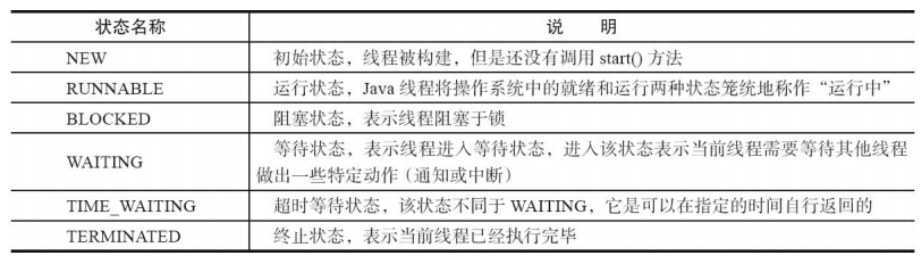 状态名称 说 明
NEW 初始状态，线程被构建，但是还没有调用 start() 方法
RUNNABLE 运行状态，Java 线程将操作系统中的就绪和运行两种状态笼统地称作“运行中”
BLOCKED 阻塞状态，表示线程阻塞于锁
WAITING 等待状态，表示线程进入等待状态，进入该状态表示当前线程需要等待其他线程
做出一些特定动作（通知或中断）
TIME_WAITING 超时等待状态，该状态不同于 WAITING，它是可以在指定的时间自行返回的
TERMINATED 终止状态，表示当前线程已经执行完毕